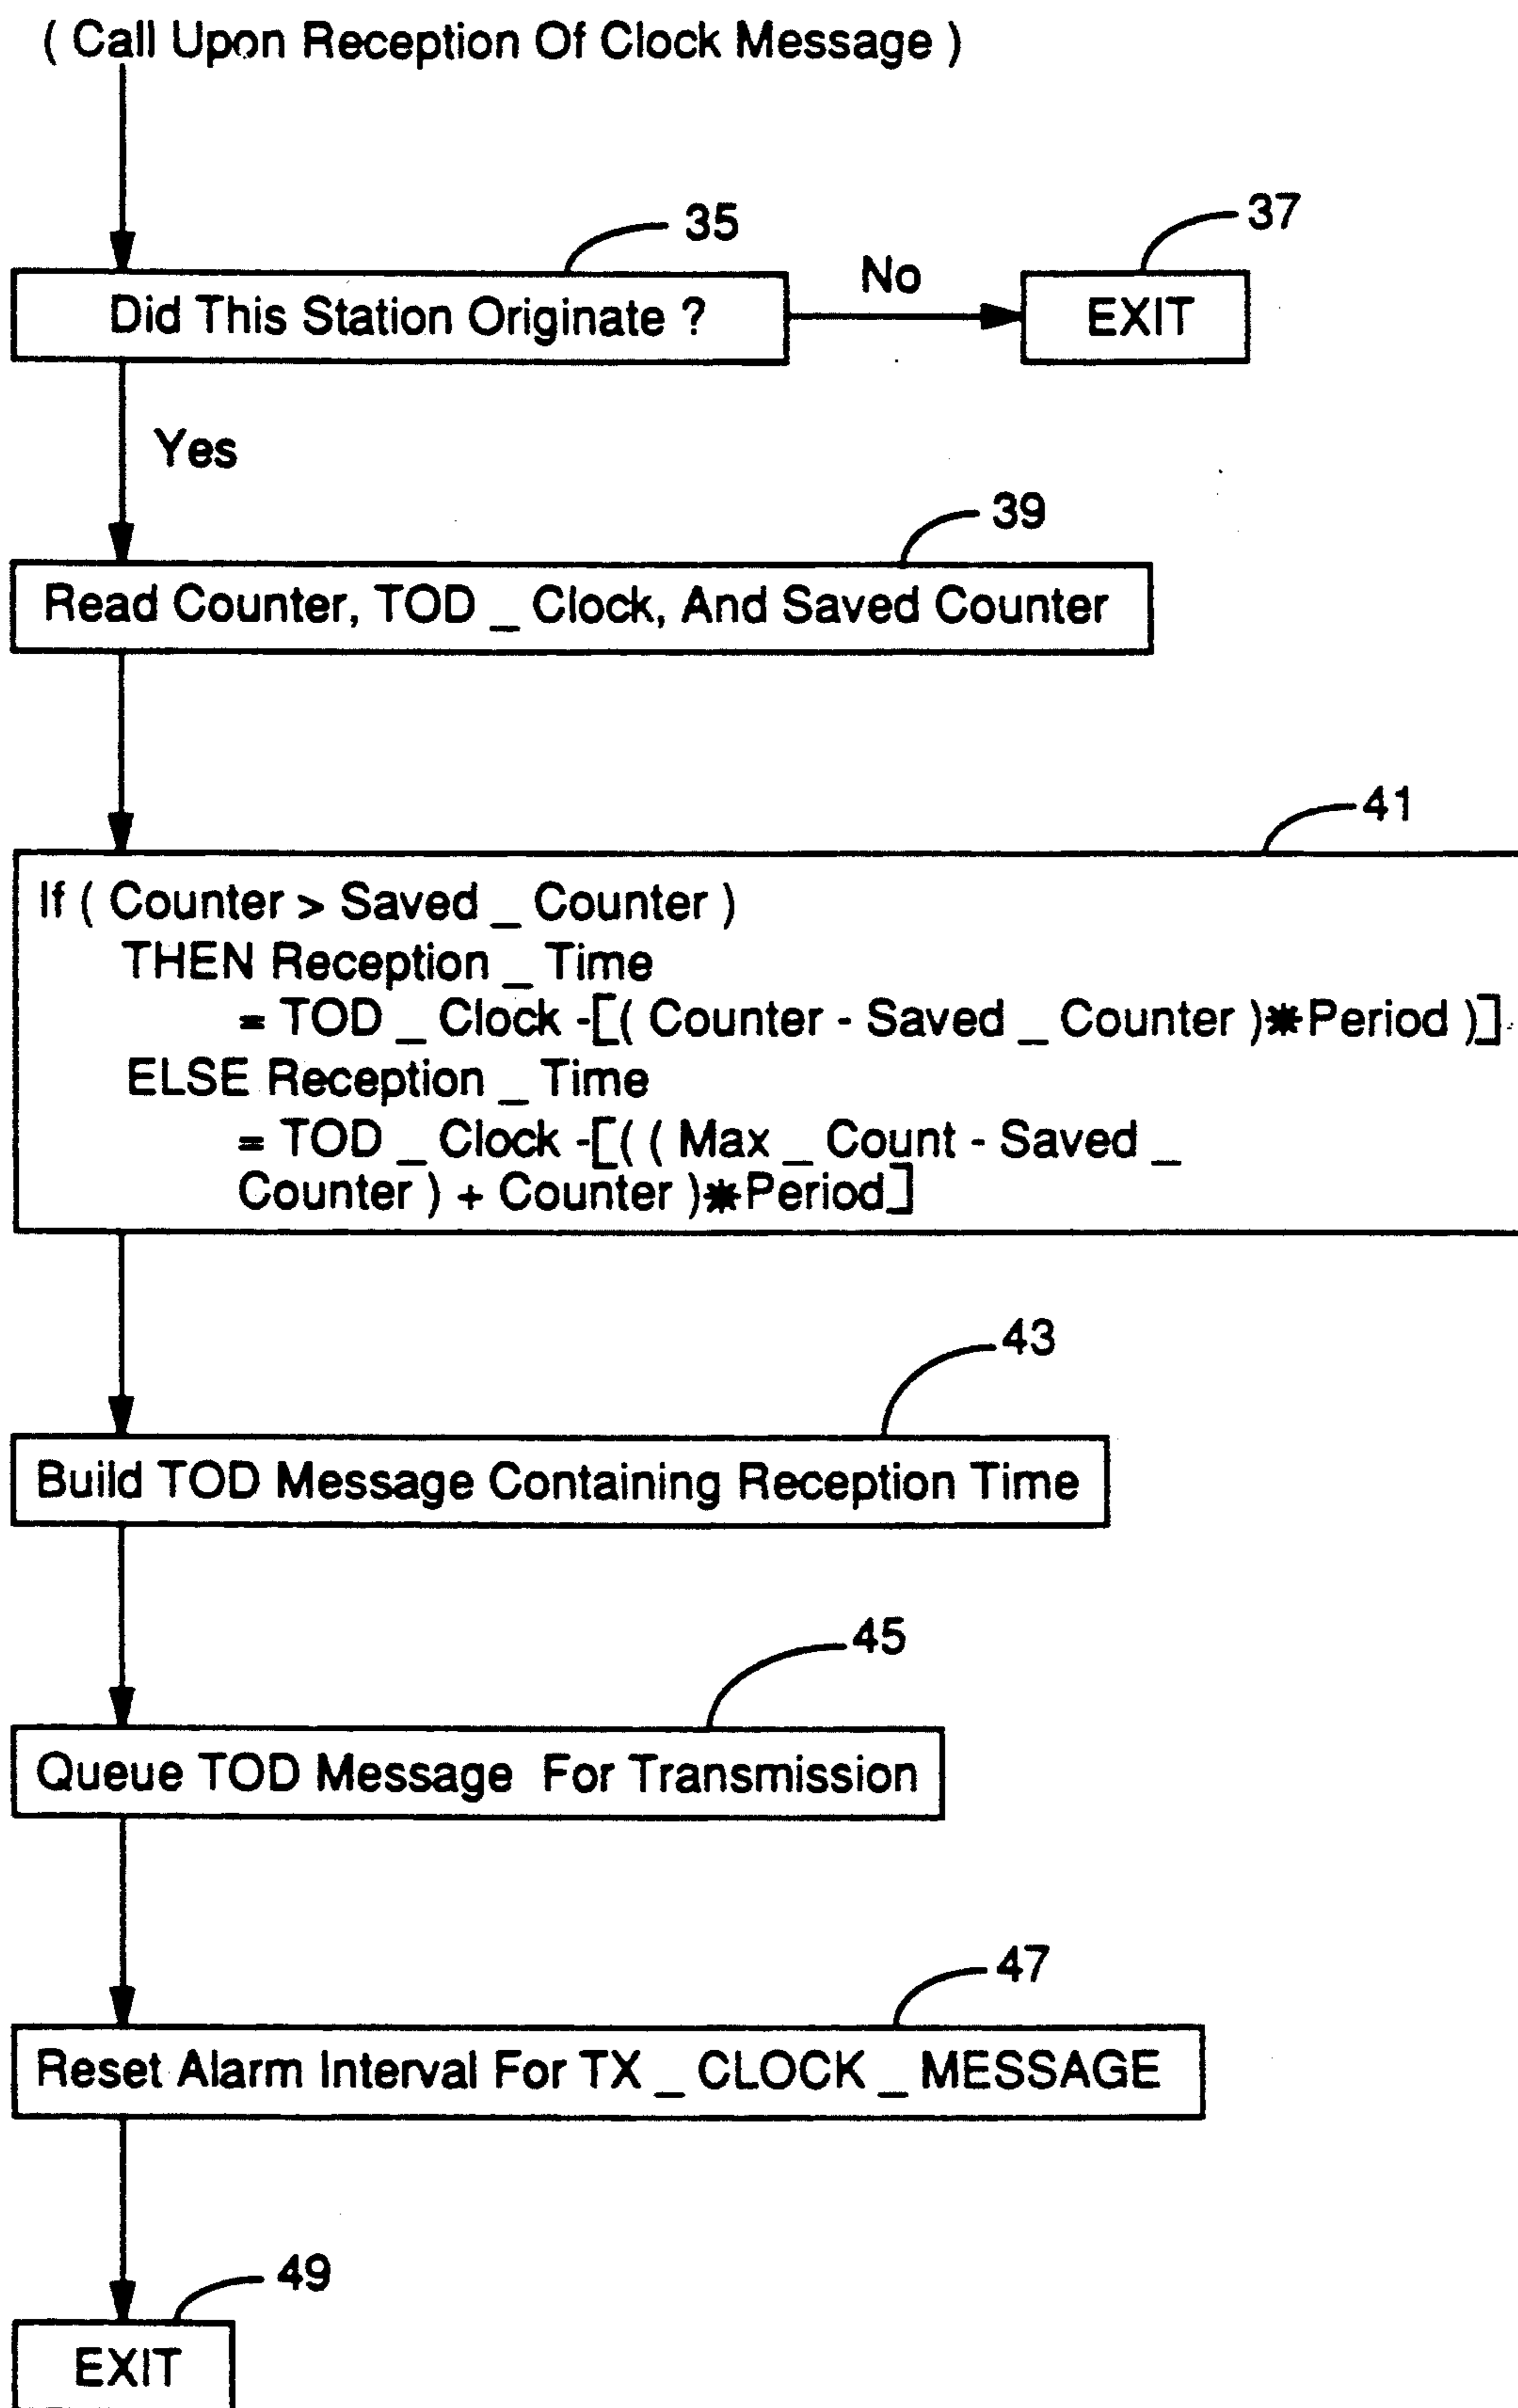 ( Call Upon Reception Of Clock Message )
35
37
Did This Station Originate ?
No
EXIT
Yes
39
Read Counter, TOD _ Clock, And Saved Counter
41
If ( Counter > Saved _ Counter )
THEN Reception _ Time
= TOD _ Clock -[( Counter - Saved _ Counter )*Period )]
ELSE Reception _ Time
= TOD _ Clock -[( ( Max _ Count - Saved _
Counter ) + Counter )*Period]
43
Build TOD Message Containing Reception Time
45
Queue TOD Message For Transmission
47
Reset Alarm Interval For TX _ CLOCK _ MESSAGE
49
EXIT